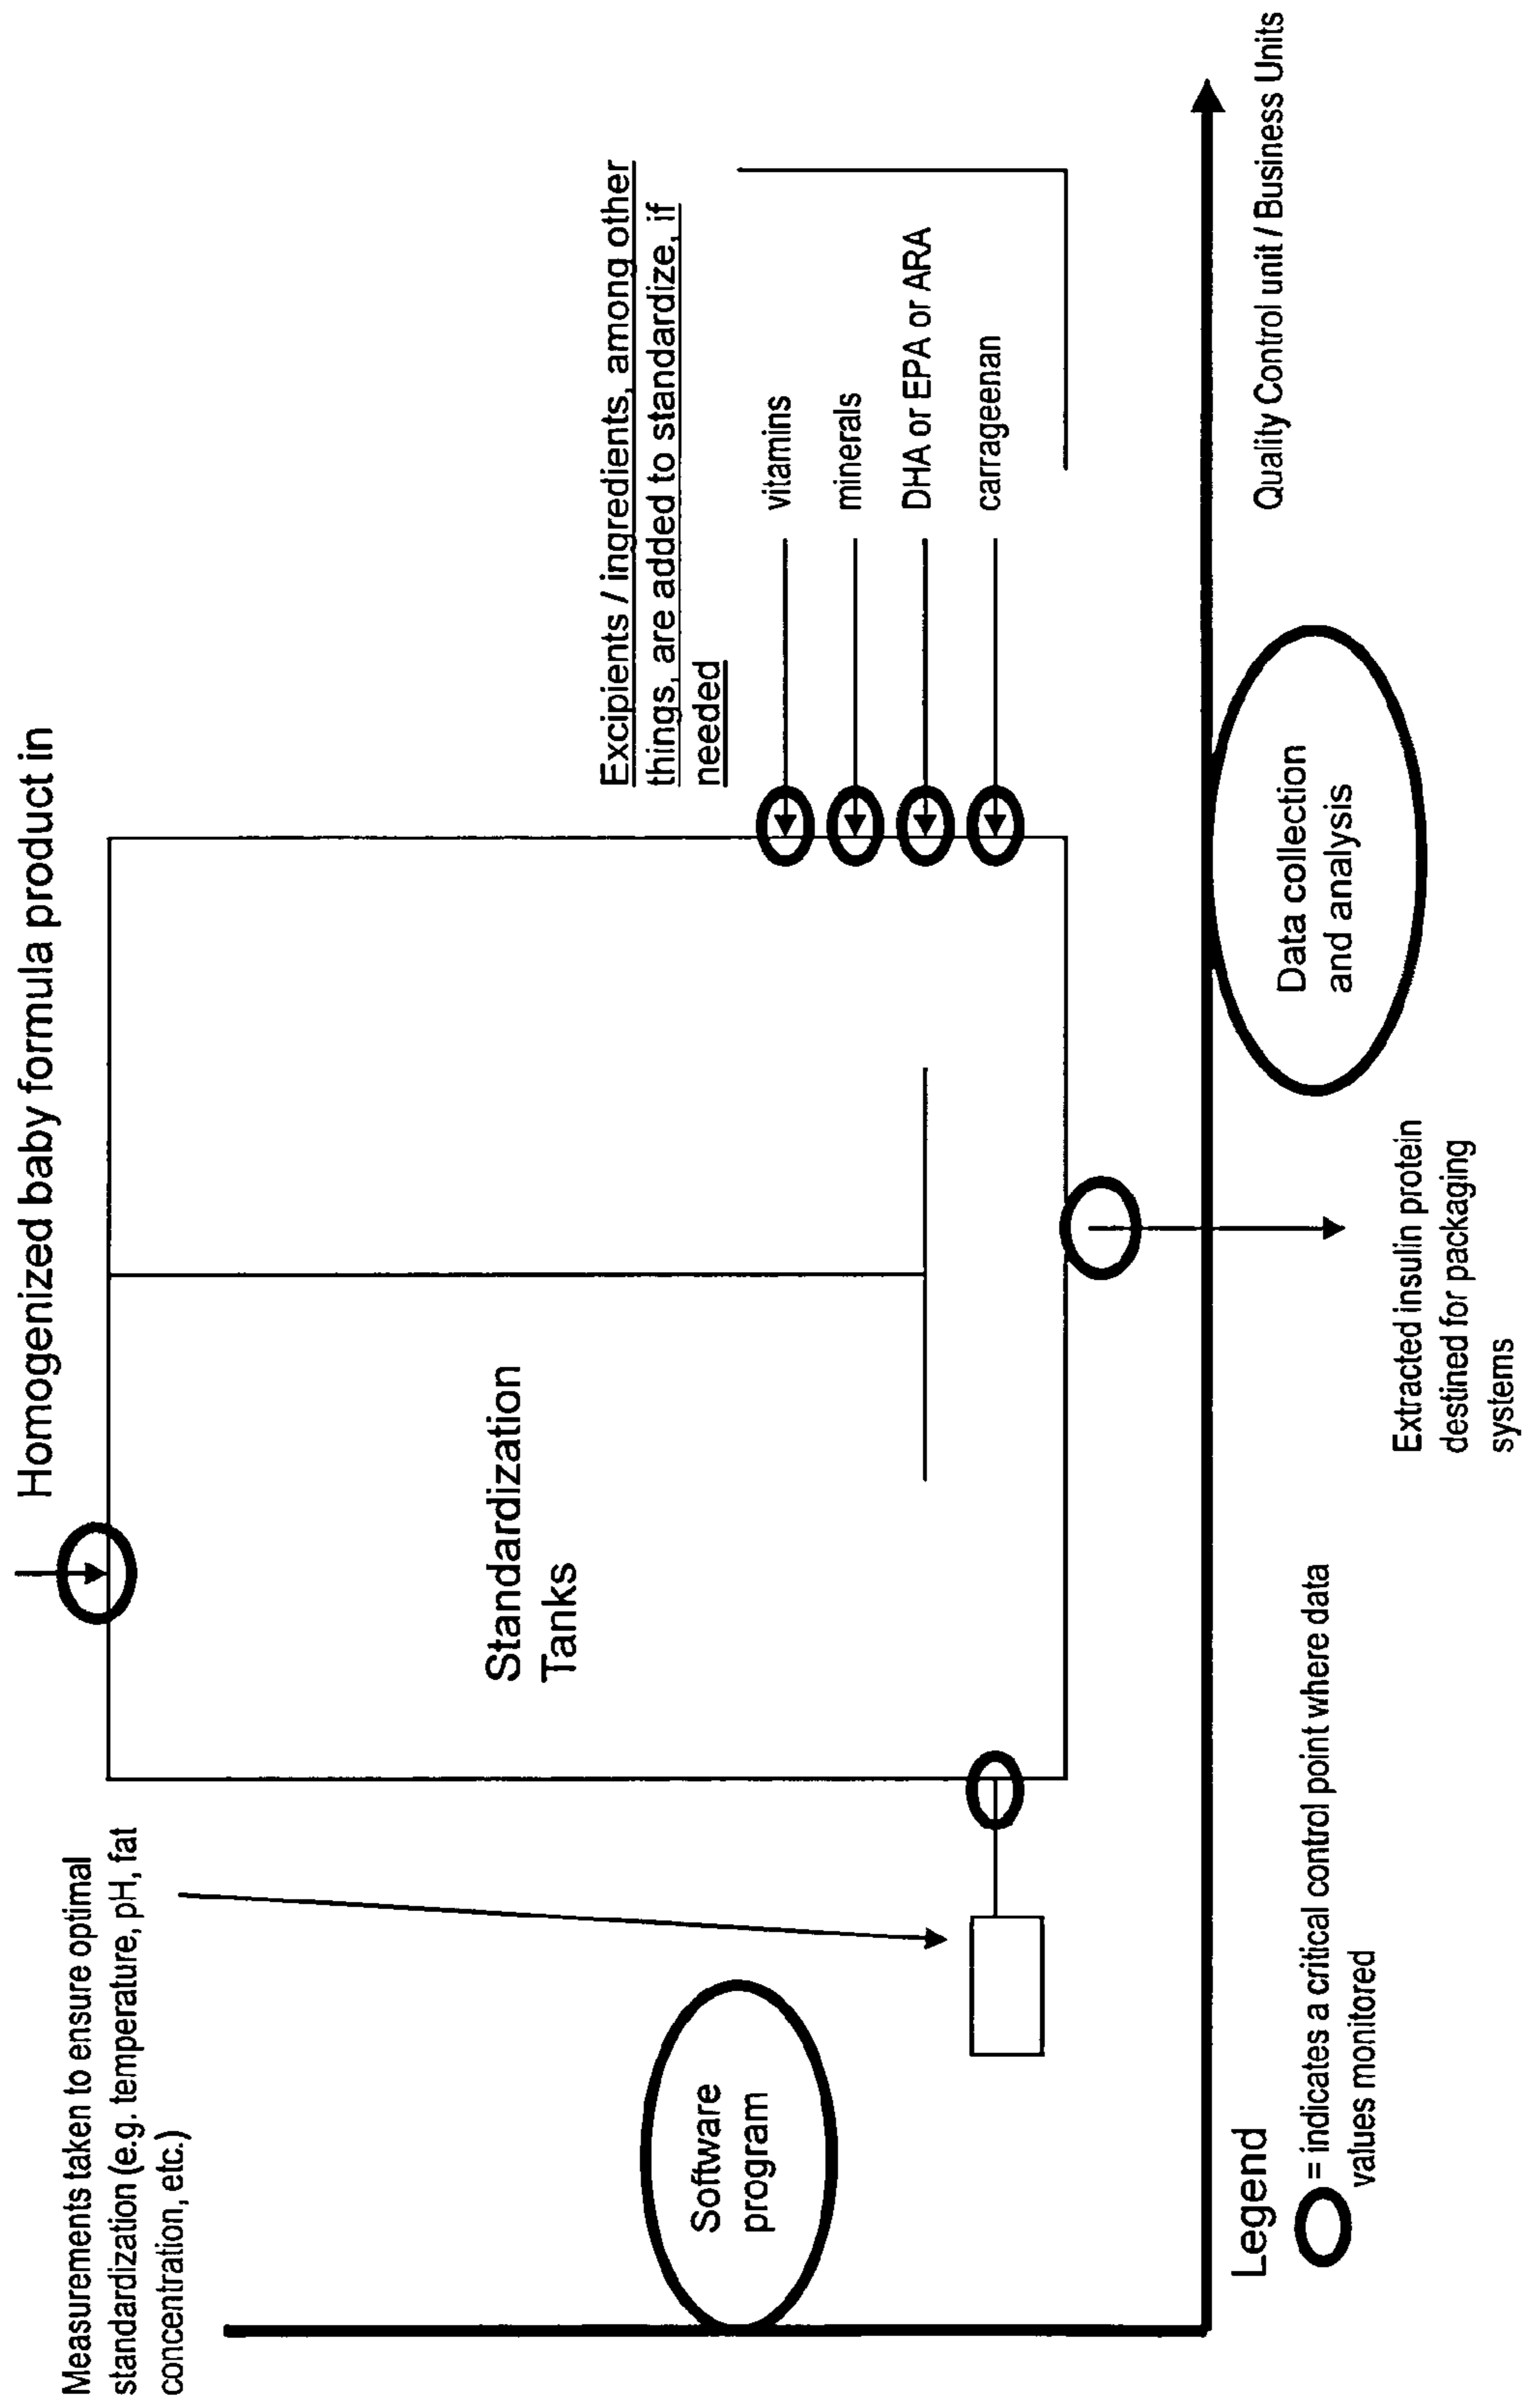 Homogenized baby formula product in
Measurements taken to ensure optimal
standardization (e.g. temperature, pH, fat
concentration, etc.)
Standardization
Tanks
Excipients / ingredients, among other
things, are added to standardize, if
needed
vitamins
minerals
DHA or EPA or ARA
carrageenan
Software
program
Quality Control unit / Business Units
Data collection
and analysis
Extracted insulin protein
destined for packaging
systems
Legend
= indicates a critical control point where data
values monitored